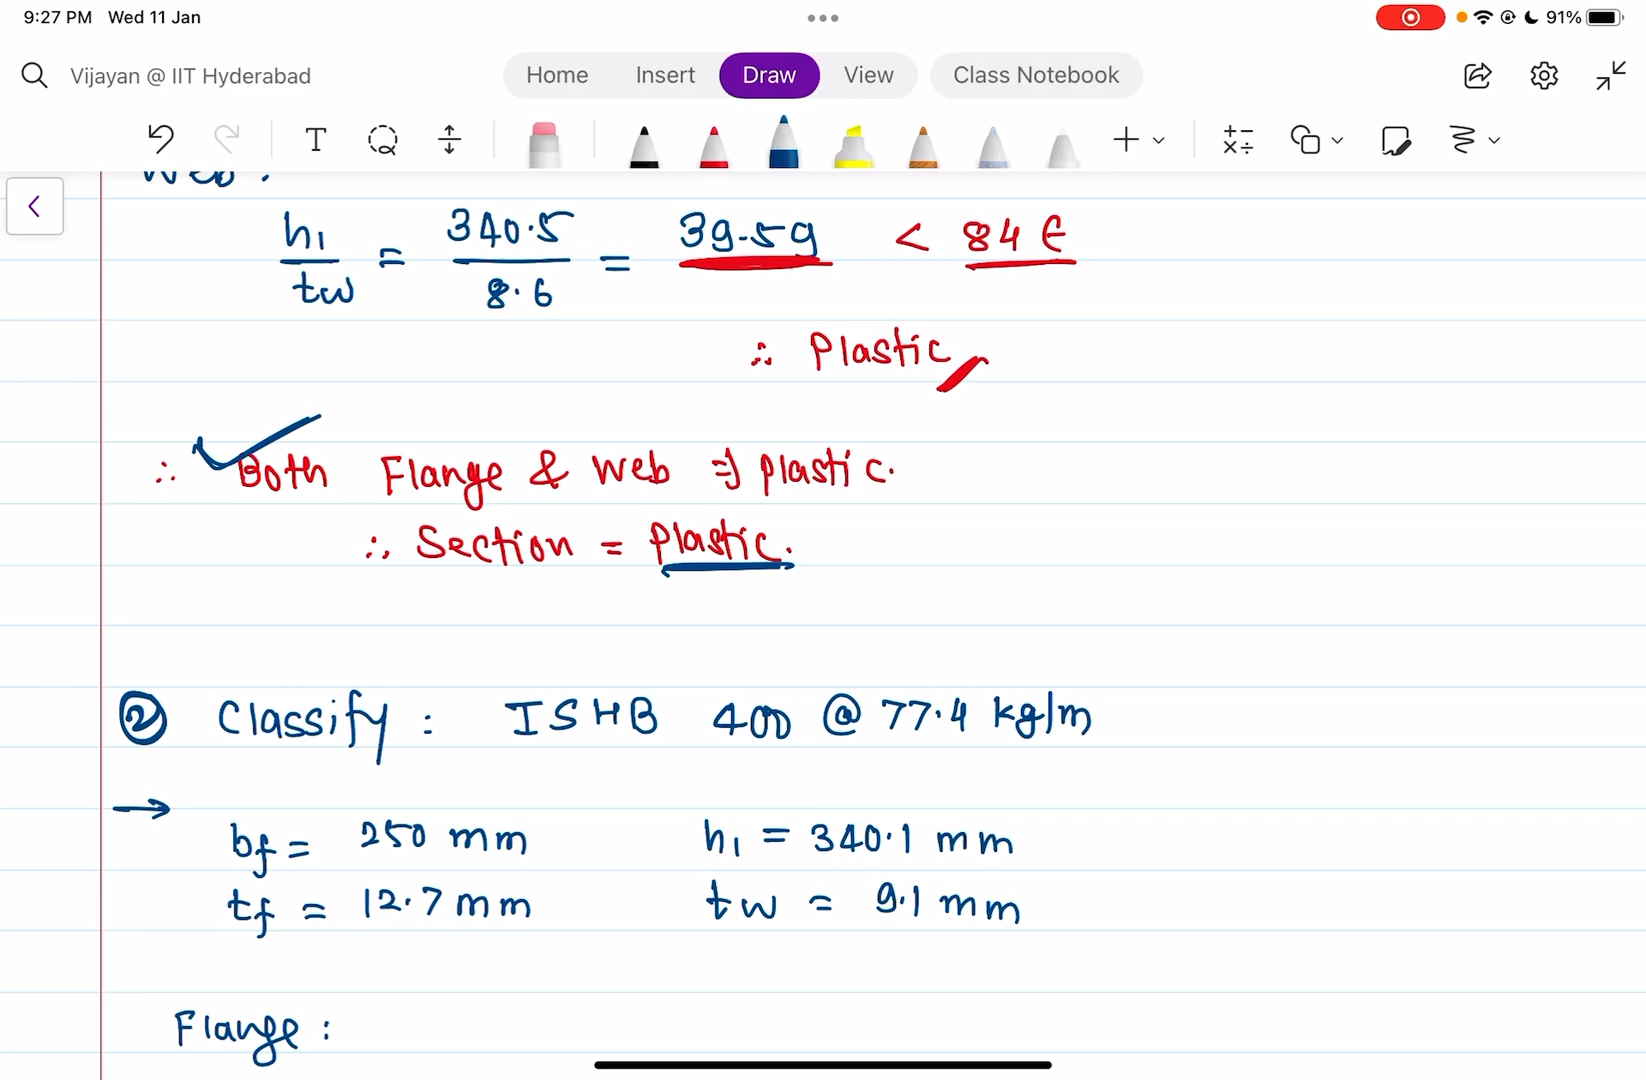 9:27 PM Wed 11 Jan
91%
Vijayan @ IIT Hyderabad
Home Insert Draw View Class Notebook
T
Web :
h₁/tw = 340.5/8.6 = 39.59 < 84 ϵ
∴ Plastic
∴ Both Flange & Web ⇒ plastic.
∴ Section = Plastic.
② Classify : ISHB 400 @ 77.4 kg/m
→
bf = 250 mm h₁ = 340.1 mm
tf = 12.7 mm tw = 9.1 mm
Flange :